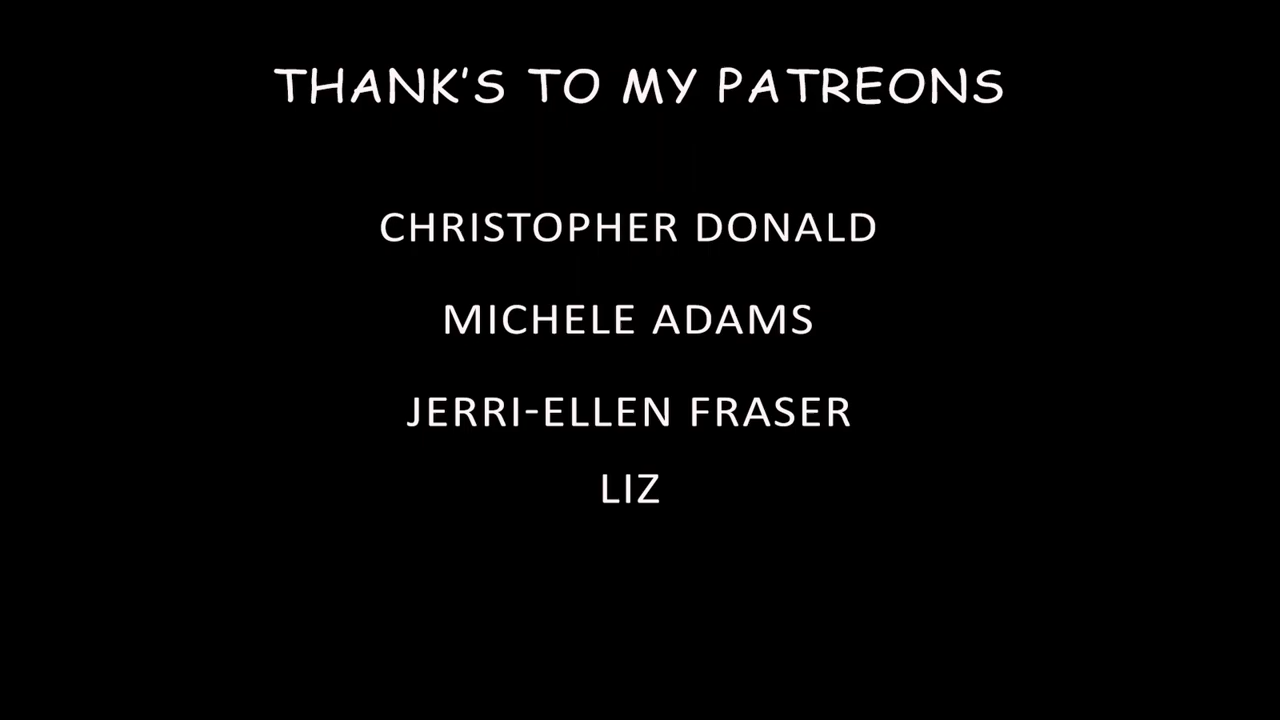 THANK'S TO MY PATREONS
CHRISTOPHER DONALD
MICHELE ADAMS
JERRI-ELLEN FRASER
LIZ